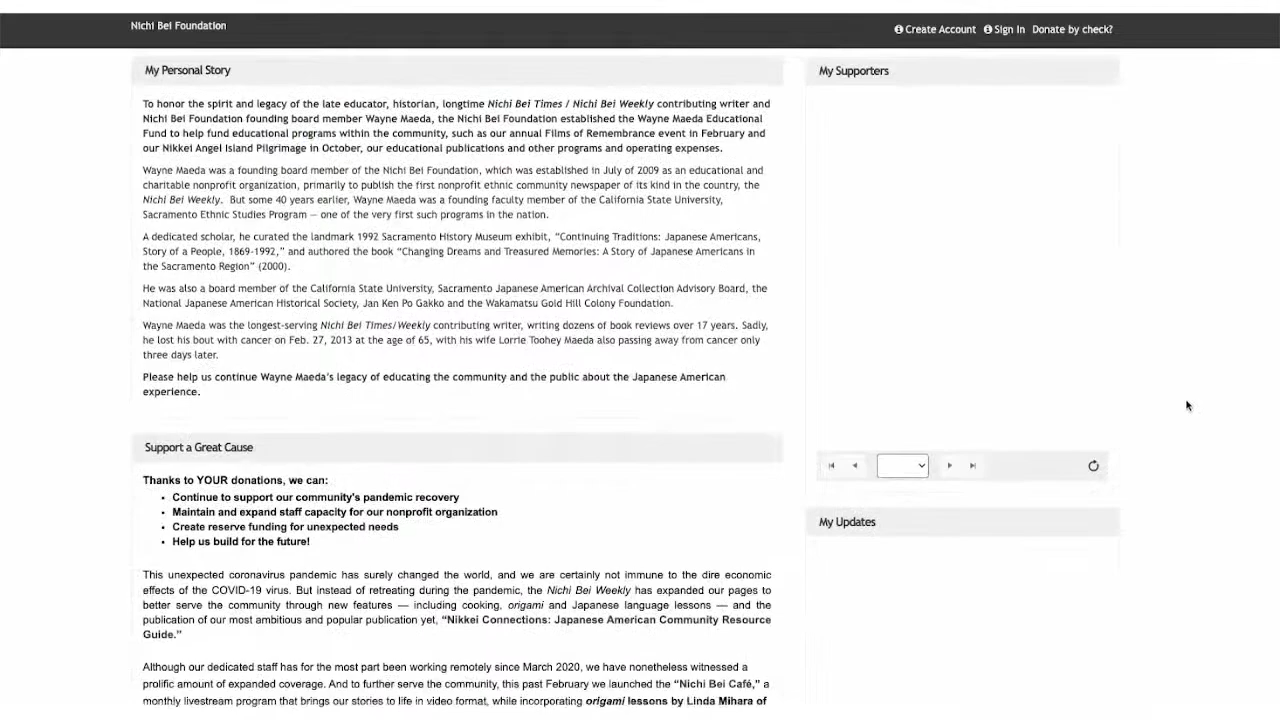 Nichi Bei Foundation
Create Account Sign In Donate by check?
My Personal Story
To honor the spirit and legacy of the late educator, historian, longtime Nichi Bei Times / Nichi Bei Weekly contributing writer and
Nichi Bei Foundation founding board member Wayne Maeda, the Nichi Bei Foundation established the Wayne Maeda Educational
Fund to help fund educational programs within the community, such as our annual Films of Remembrance event in February and
our Nikkei Angel Island Pilgrimage in October, our educational publications and other programs and operating expenses.
Wayne Maeda was a founding board member of the Nichi Bei Foundation, which was established in July of 2009 as an educational and
charitable nonprofit organization, primarily to publish the first nonprofit ethnic community newspaper of its kind in the country, the
Nichi Bei Weekly. But some 40 years earlier, Wayne Maeda was a founding faculty member of the California State University,
Sacramento Ethnic Studies Program — one of the very first such programs in the nation.
A dedicated scholar, he curated the landmark 1992 Sacramento History Museum exhibit, “Continuing Traditions: Japanese Americans,
Story of a People, 1869-1992,” and authored the book “Changing Dreams and Treasured Memories: A Story of Japanese Americans in
the Sacramento Region” (2000).
He was also a board member of the California State University, Sacramento Japanese American Archival Collection Advisory Board, the
National Japanese American Historical Society, Jan Ken Po Gakko and the Wakamatsu Gold Hill Colony Foundation.
Wayne Maeda was the longest-serving Nichi Bei Times/Weekly contributing writer, writing dozens of book reviews over 17 years. Sadly,
he lost his bout with cancer on Feb. 27, 2013 at the age of 65, with his wife Lorrie Toohey Maeda also passing away from cancer only
three days later.
Please help us continue Wayne Maeda's legacy of educating the community and the public about the Japanese American
experience.
Support a Great Cause
Thanks to YOUR donations, we can:
• Continue to support our community's pandemic recovery
• Maintain and expand staff capacity for our nonprofit organization
• Create reserve funding for unexpected needs
• Help us build for the future!
This unexpected coronavirus pandemic has surely changed the world, and we are certainly not immune to the dire economic
effects of the COVID-19 virus. But instead of retreating during the pandemic, the Nichi Bei Weekly has expanded our pages to
better serve the community through new features — including cooking, origami and Japanese language lessons — and the
publication of our most ambitious and popular publication yet, “Nikkei Connections: Japanese American Community Resource
Guide.”
Although our dedicated staff has for the most part been working remotely since March 2020, we have nonetheless witnessed a
prolific amount of expanded coverage. And to further serve the community, this past February we launched the “Nichi Bei Café,” a
monthly livestream program that brings our stories to life in video format, while incorporating origami lessons by Linda Mihara of
My Supporters
My Updates